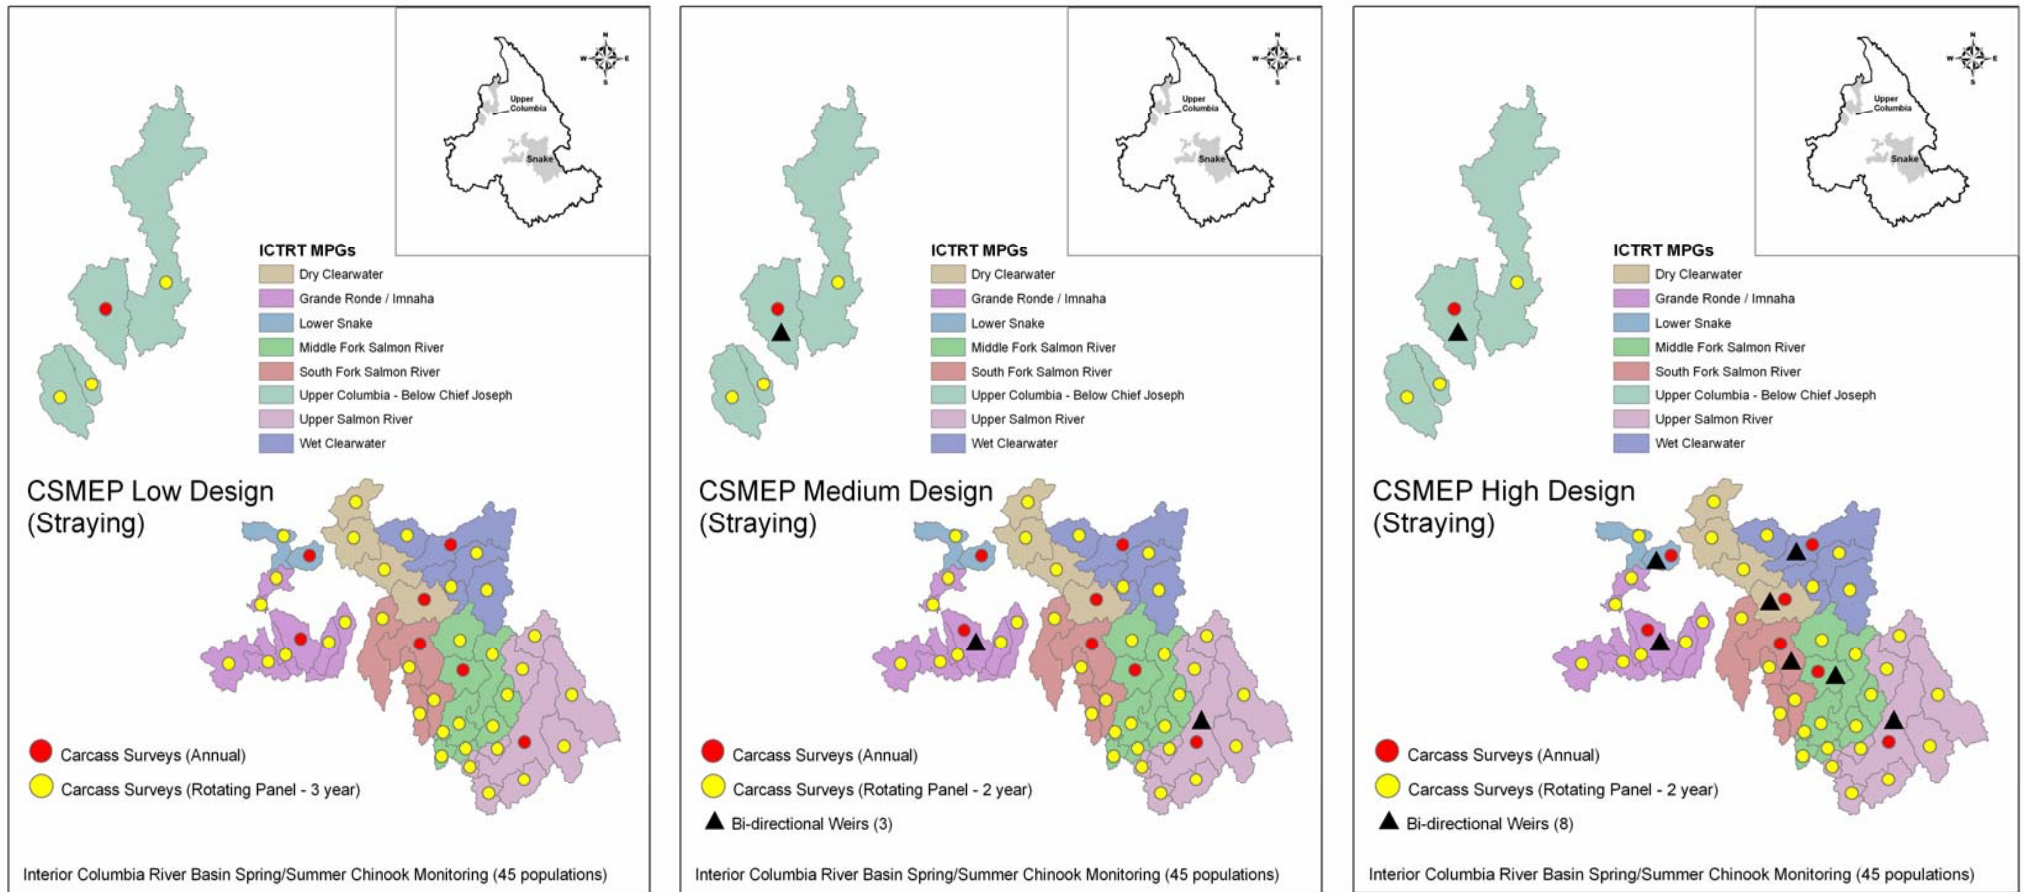 N
W E
S
Upper
Columbia
Snake
ICTRT MPGs
Dry Clearwater
Grande Ronde / Imnaha
Lower Snake
Middle Fork Salmon River
South Fork Salmon River
Upper Columbia - Below Chief Joseph
Upper Salmon River
Wet Clearwater
CSMEP Low Design
(Straying)
Carcass Surveys (Annual)
Carcass Surveys (Rotating Panel - 3 year)
Interior Columbia River Basin Spring/Summer Chinook Monitoring (45 populations)
N
W E
S
Upper
Columbia
Snake
ICTRT MPGs
Dry Clearwater
Grande Ronde / Imnaha
Lower Snake
Middle Fork Salmon River
South Fork Salmon River
Upper Columbia - Below Chief Joseph
Upper Salmon River
Wet Clearwater
CSMEP Medium Design
(Straying)
Carcass Surveys (Annual)
Carcass Surveys (Rotating Panel - 2 year)
Bi-directional Weirs (3)
Interior Columbia River Basin Spring/Summer Chinook Monitoring (45 populations)
N
W E
S
Upper
Columbia
Snake
ICTRT MPGs
Dry Clearwater
Grande Ronde / Imnaha
Lower Snake
Middle Fork Salmon River
South Fork Salmon River
Upper Columbia - Below Chief Joseph
Upper Salmon River
Wet Clearwater
CSMEP High Design
(Straying)
Carcass Surveys (Annual)
Carcass Surveys (Rotating Panel - 2 year)
Bi-directional Weirs (8)
Interior Columbia River Basin Spring/Summer Chinook Monitoring (45 populations)